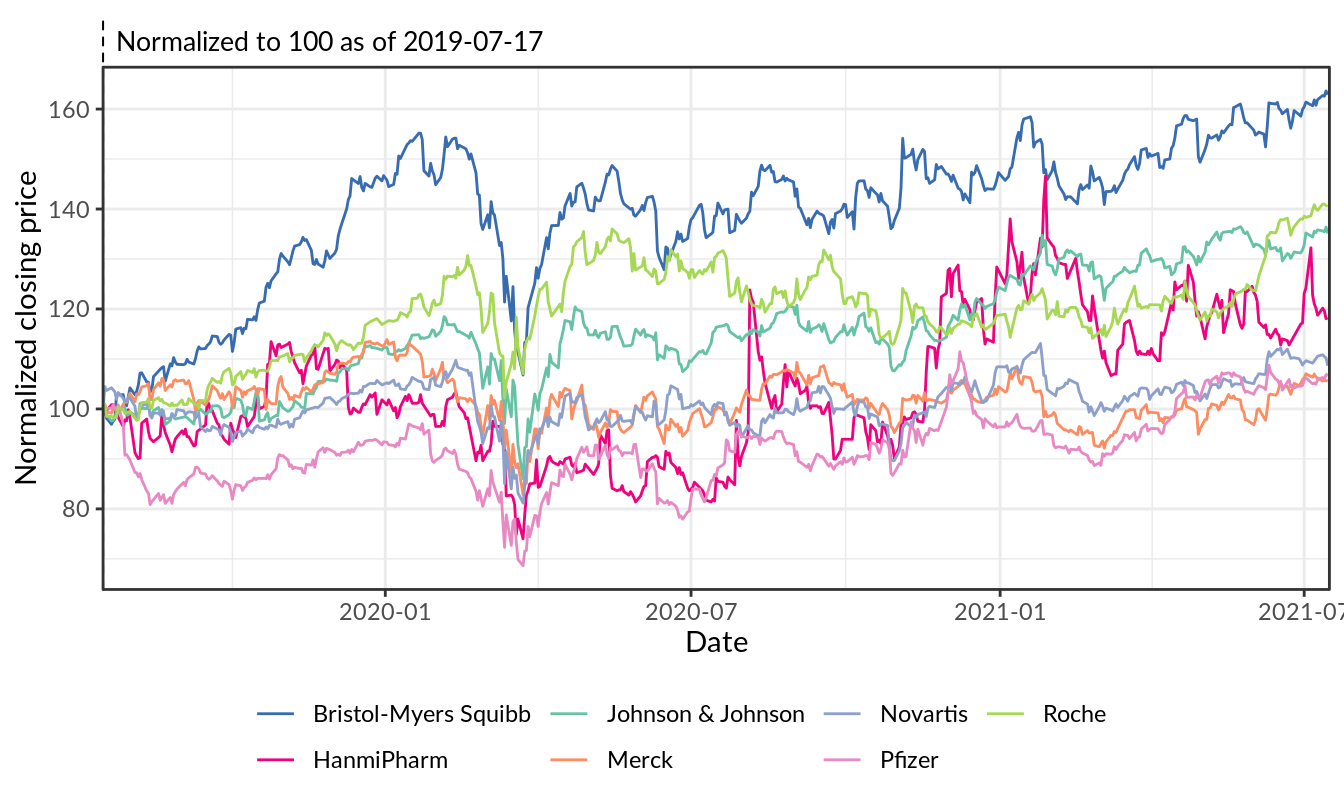 Normalized to 100 as of 2019-07-17
Normalized closing price
160
140
120
100
80
2020-01 2020-07 2021-01 2021-07
Date
Bristol-Myers Squibb Johnson & Johnson Novartis Roche
HanmiPharm Merck Pfizer